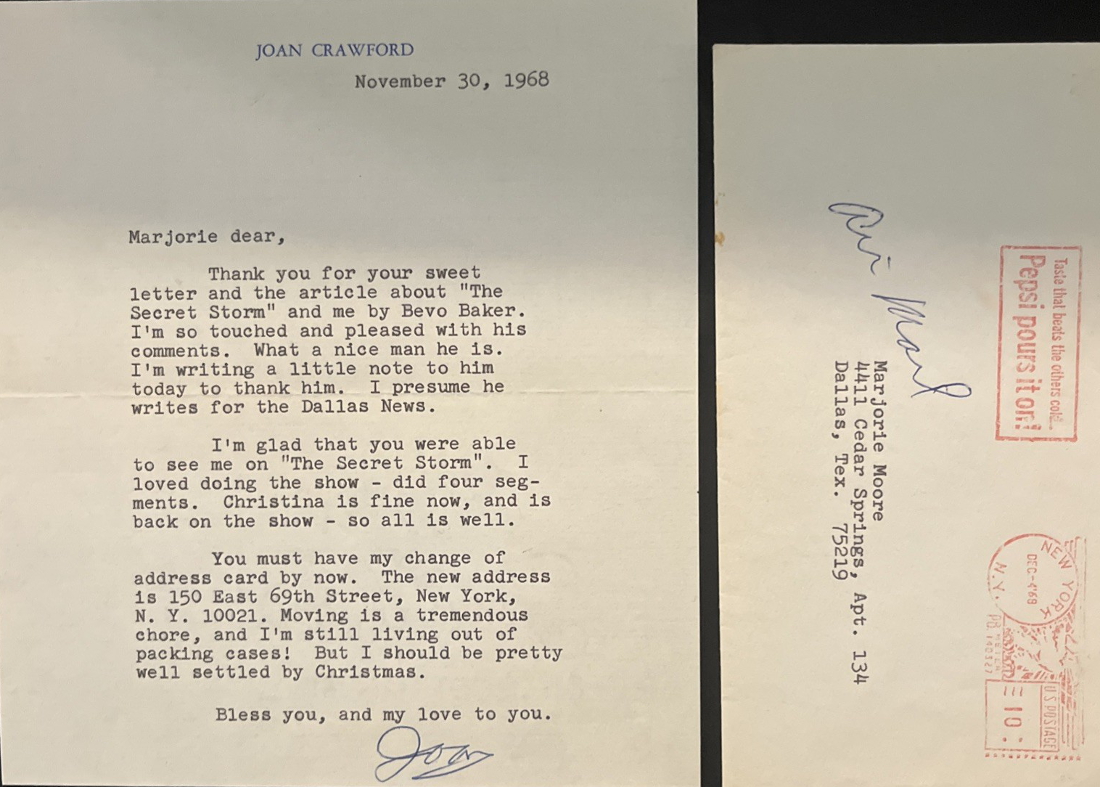 JOAN CRAWFORD
November 30, 1968
Marjorie dear,
Thank you for your sweet
letter and the article about "The
Secret Storm" and me by Bevo Baker.
I'm so touched and pleased with his
comments. What a nice man he is.
I'm writing a little note to him
today to thank him. I presume he
writes for the Dallas News.
I'm glad that you were able
to see me on "The Secret Storm". I
loved doing the show - did four seg-
ments. Christina is fine now, and is
back on the show - so all is well.
You must have my change of
address card by now. The new address
is 150 East 69th Street, New York,
N. Y. 10021. Moving is a tremendous
chore, and I'm still living out of
packing cases! But I should be pretty
well settled by Christmas.
Bless you, and my love to you.
Joan
Air Mail
Marjorie Moore
4411 Cedar Springs, Apt. 134
Dallas, Tex. 75219
Taste that beats the others cold...
Pepsi pours it on!
NEW YORK
DEC-4'68
N.Y.
U.S. POSTAGE
10